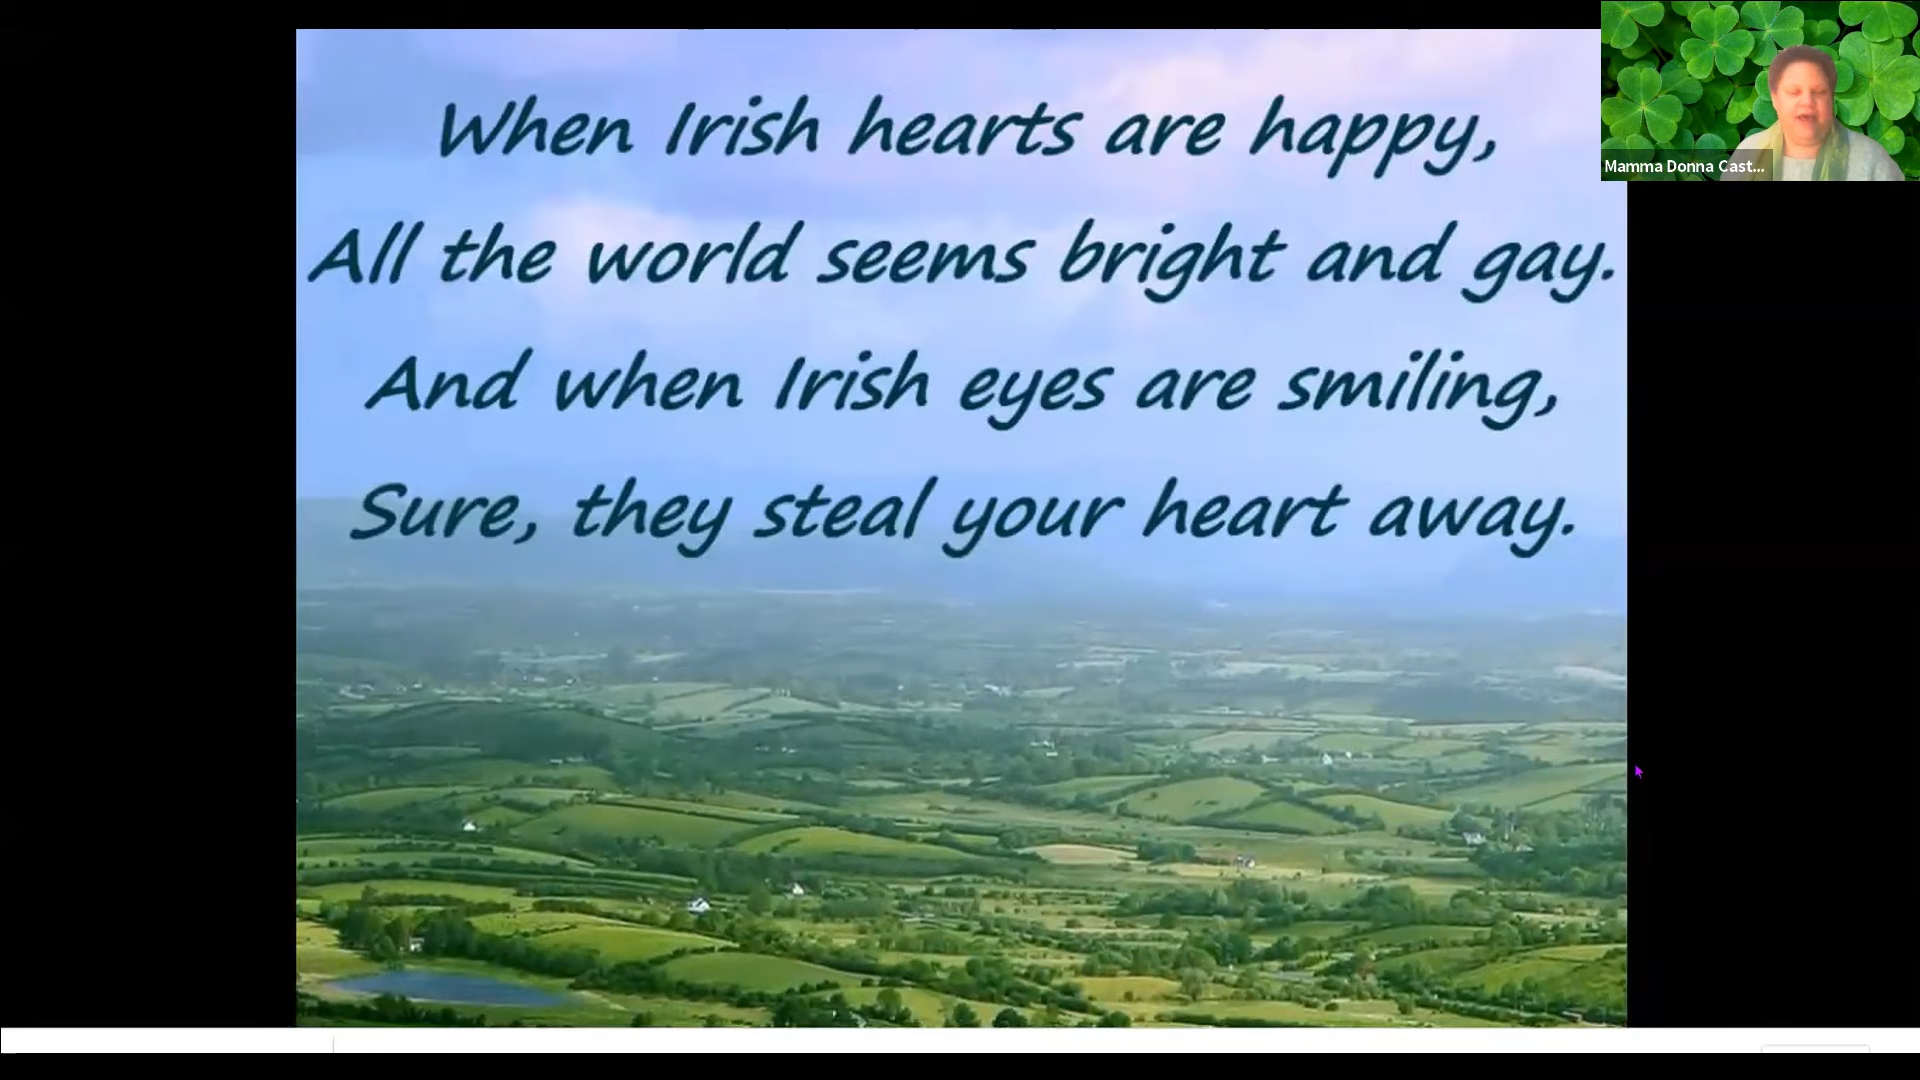 When Irish hearts are happy,
All the world seems bright and gay.
And when Irish eyes are smiling,
Sure, they steal your heart away.
Mamma Donna Cast...